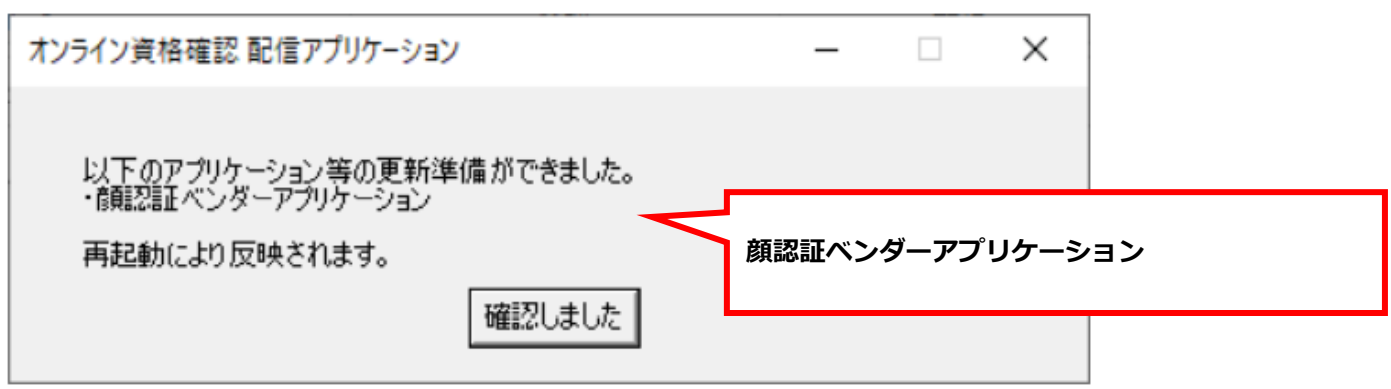 オンライン資格確認 配信アプリケーション
以下のアプリケーション等の更新準備ができました。
・顔認証ベンダーアプリケーション
再起動により反映されます。
確認しました
顔認証ベンダーアプリケーション